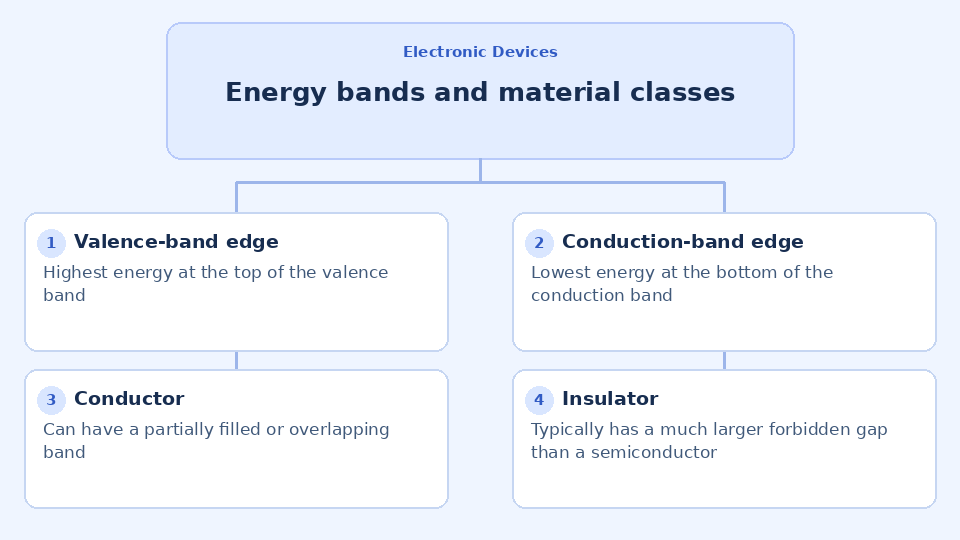 Electronic Devices
Energy bands and material classes
1 Valence-band edge
Highest energy at the top of the valence
band
2 Conduction-band edge
Lowest energy at the bottom of the
conduction band
3 Conductor
Can have a partially filled or overlapping
band
4 Insulator
Typically has a much larger forbidden gap
than a semiconductor